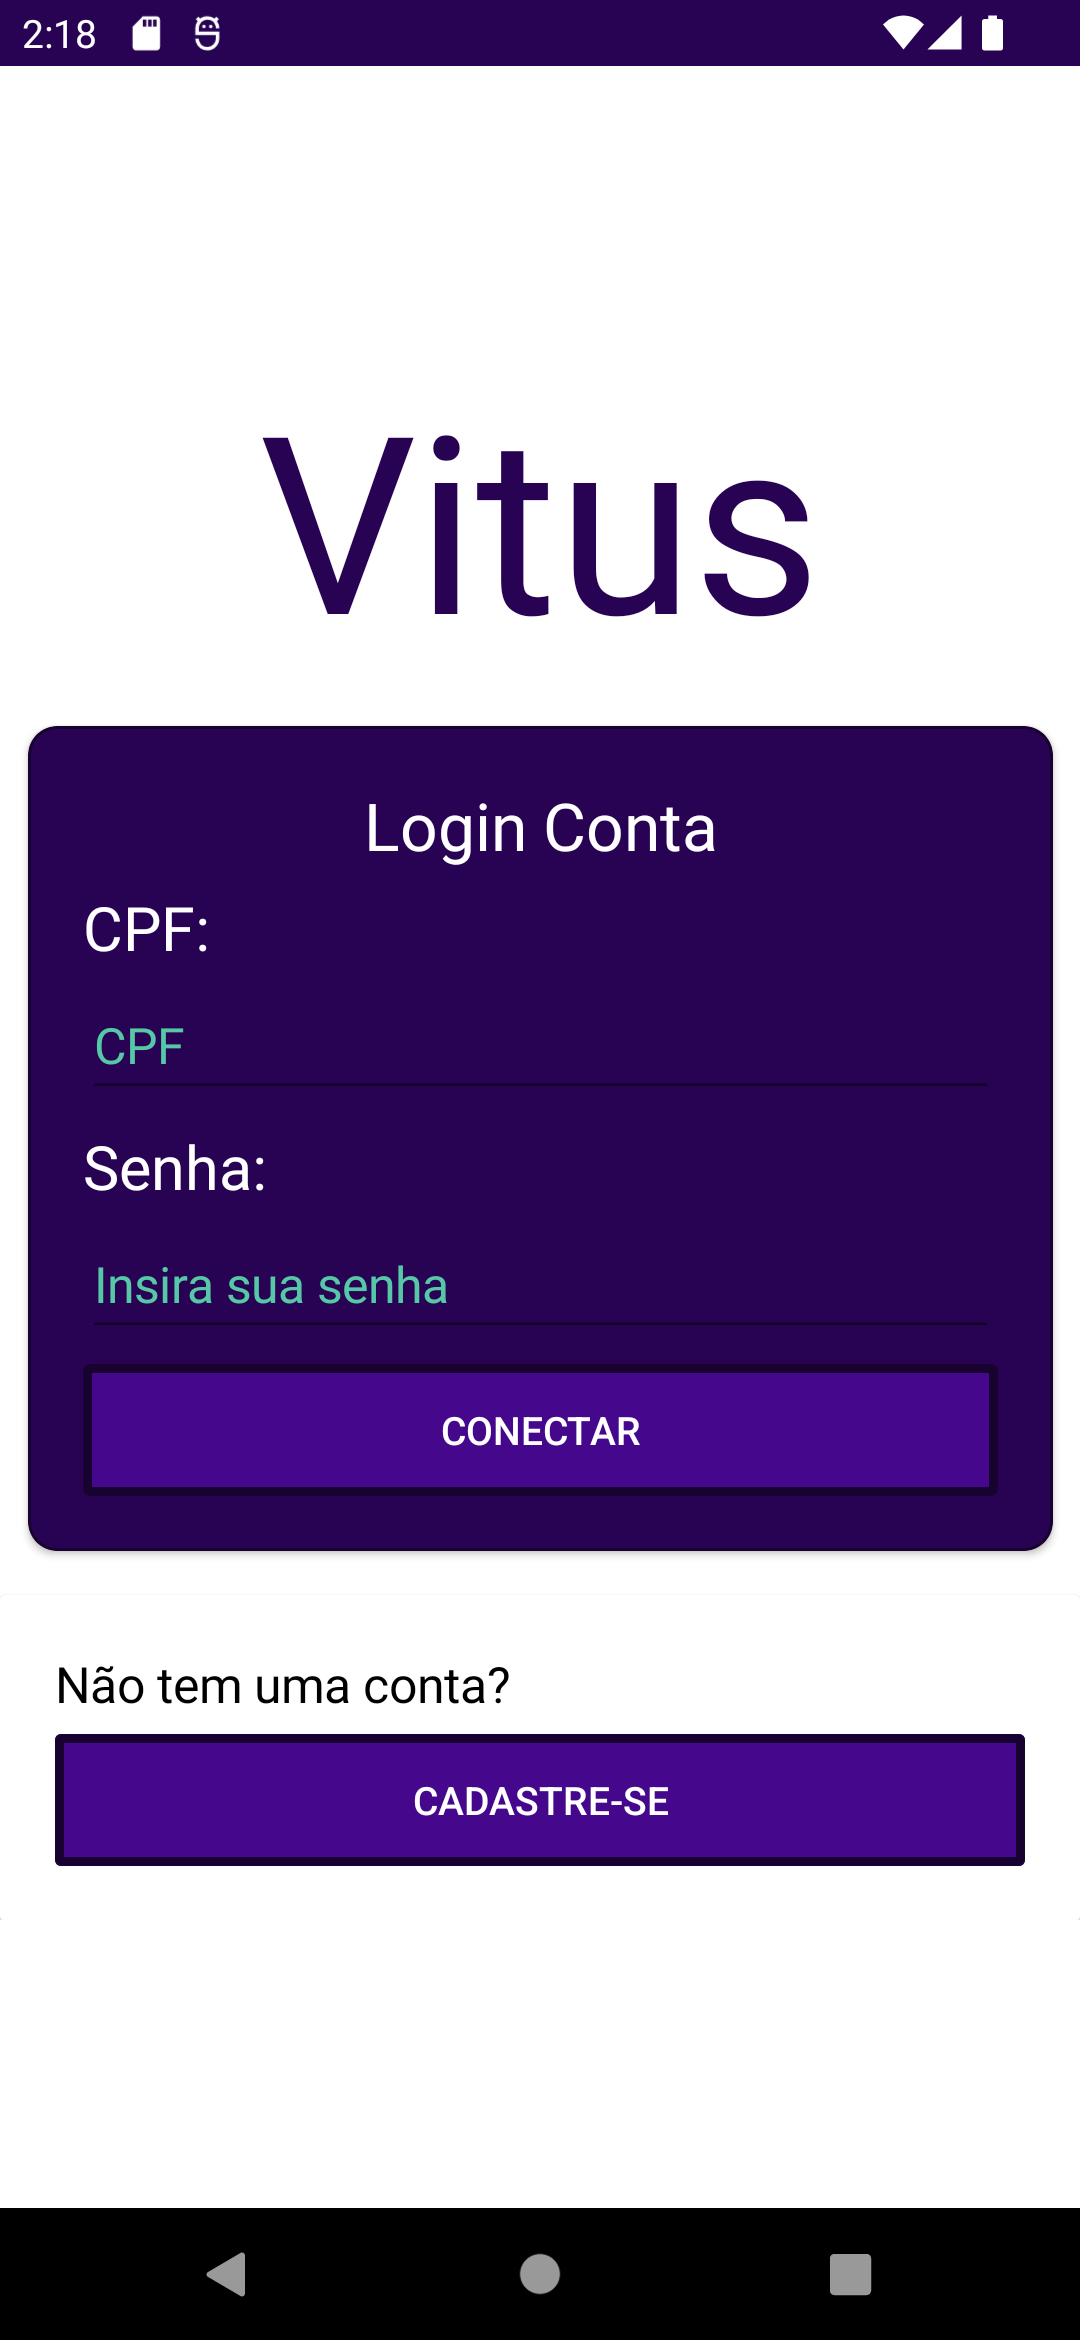 2:18
Vitus
Login Conta
CPF:
CPF
Senha:
Insira sua senha
CONECTAR
Não tem uma conta?
CADASTRE-SE